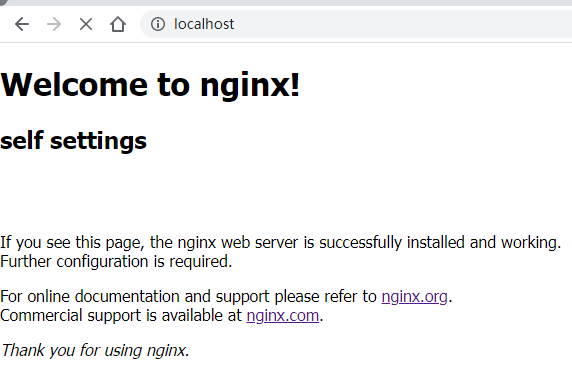 localhost
Welcome to nginx!
self settings
If you see this page, the nginx web server is successfully installed and working.
Further configuration is required.
For online documentation and support please refer to nginx.org.
Commercial support is available at nginx.com.
Thank you for using nginx.